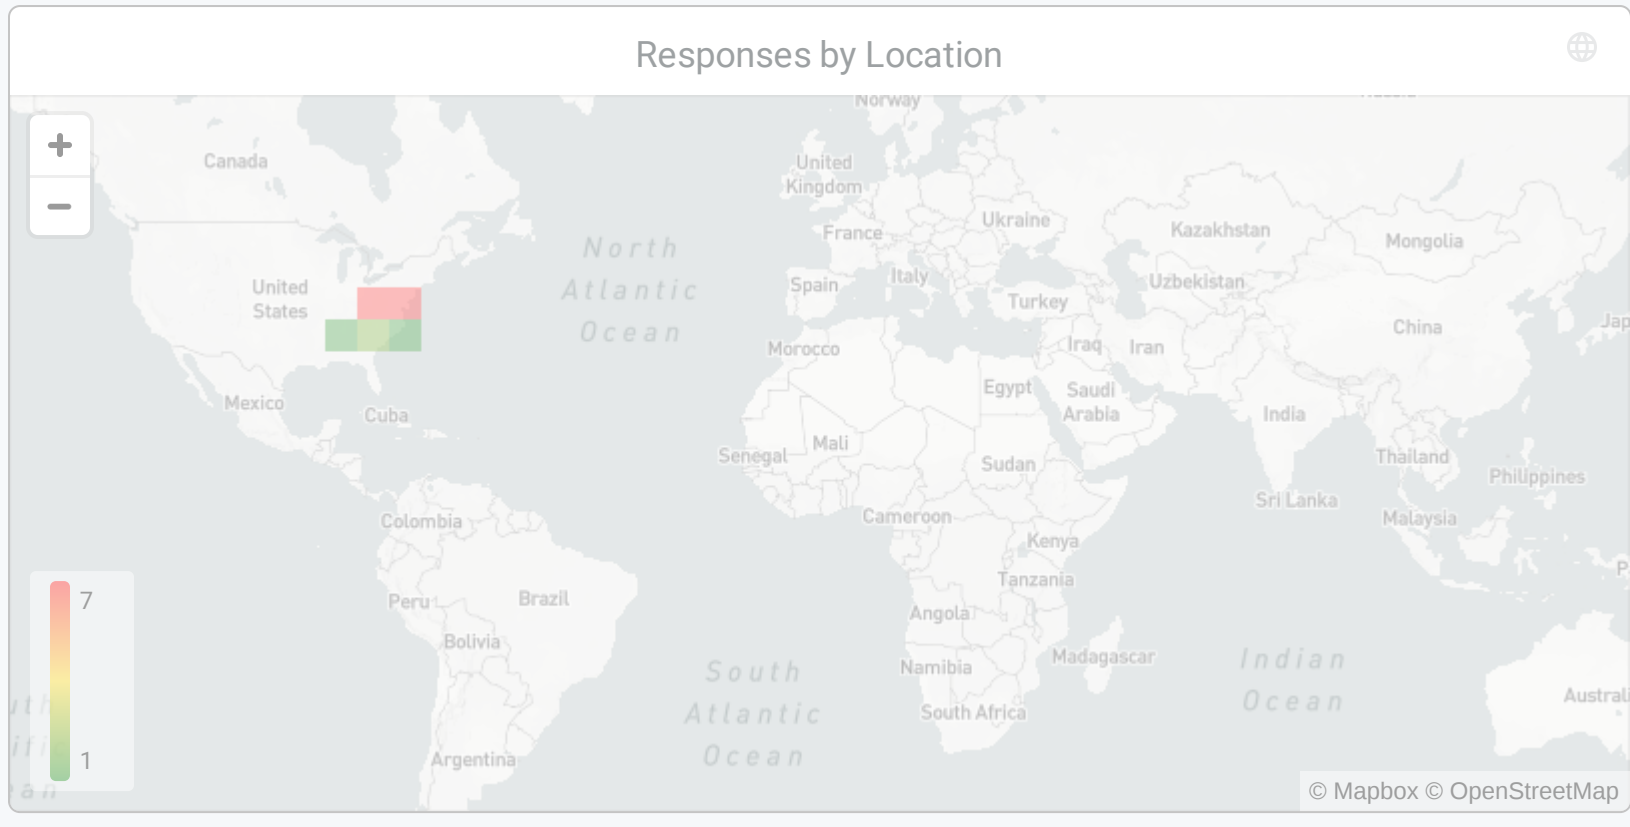 Responses by Location
Norway
Canada
United
Kingdom
Ukraine
Kazakhstan
Mongolia
France
North
Atlantic
Ocean
United
States
Spain
Italy
Turkey
Uzbekistan
China
Morocco
Iraq
Iran
Mexico
Cuba
Egypt
Saudi
Arabia
India
Mali
Senegal
Sudan
Thailand
Philippines
Sri Lanka
Malaysia
Colombia
Cameroon
Kenya
Tanzania
Peru
Brazil
Angola
Bolivia
Namibia
Madagascar
South
Atlantic
Ocean
Indian
Ocean
South Africa
Argentina
7
1
© Mapbox © OpenStreetMap